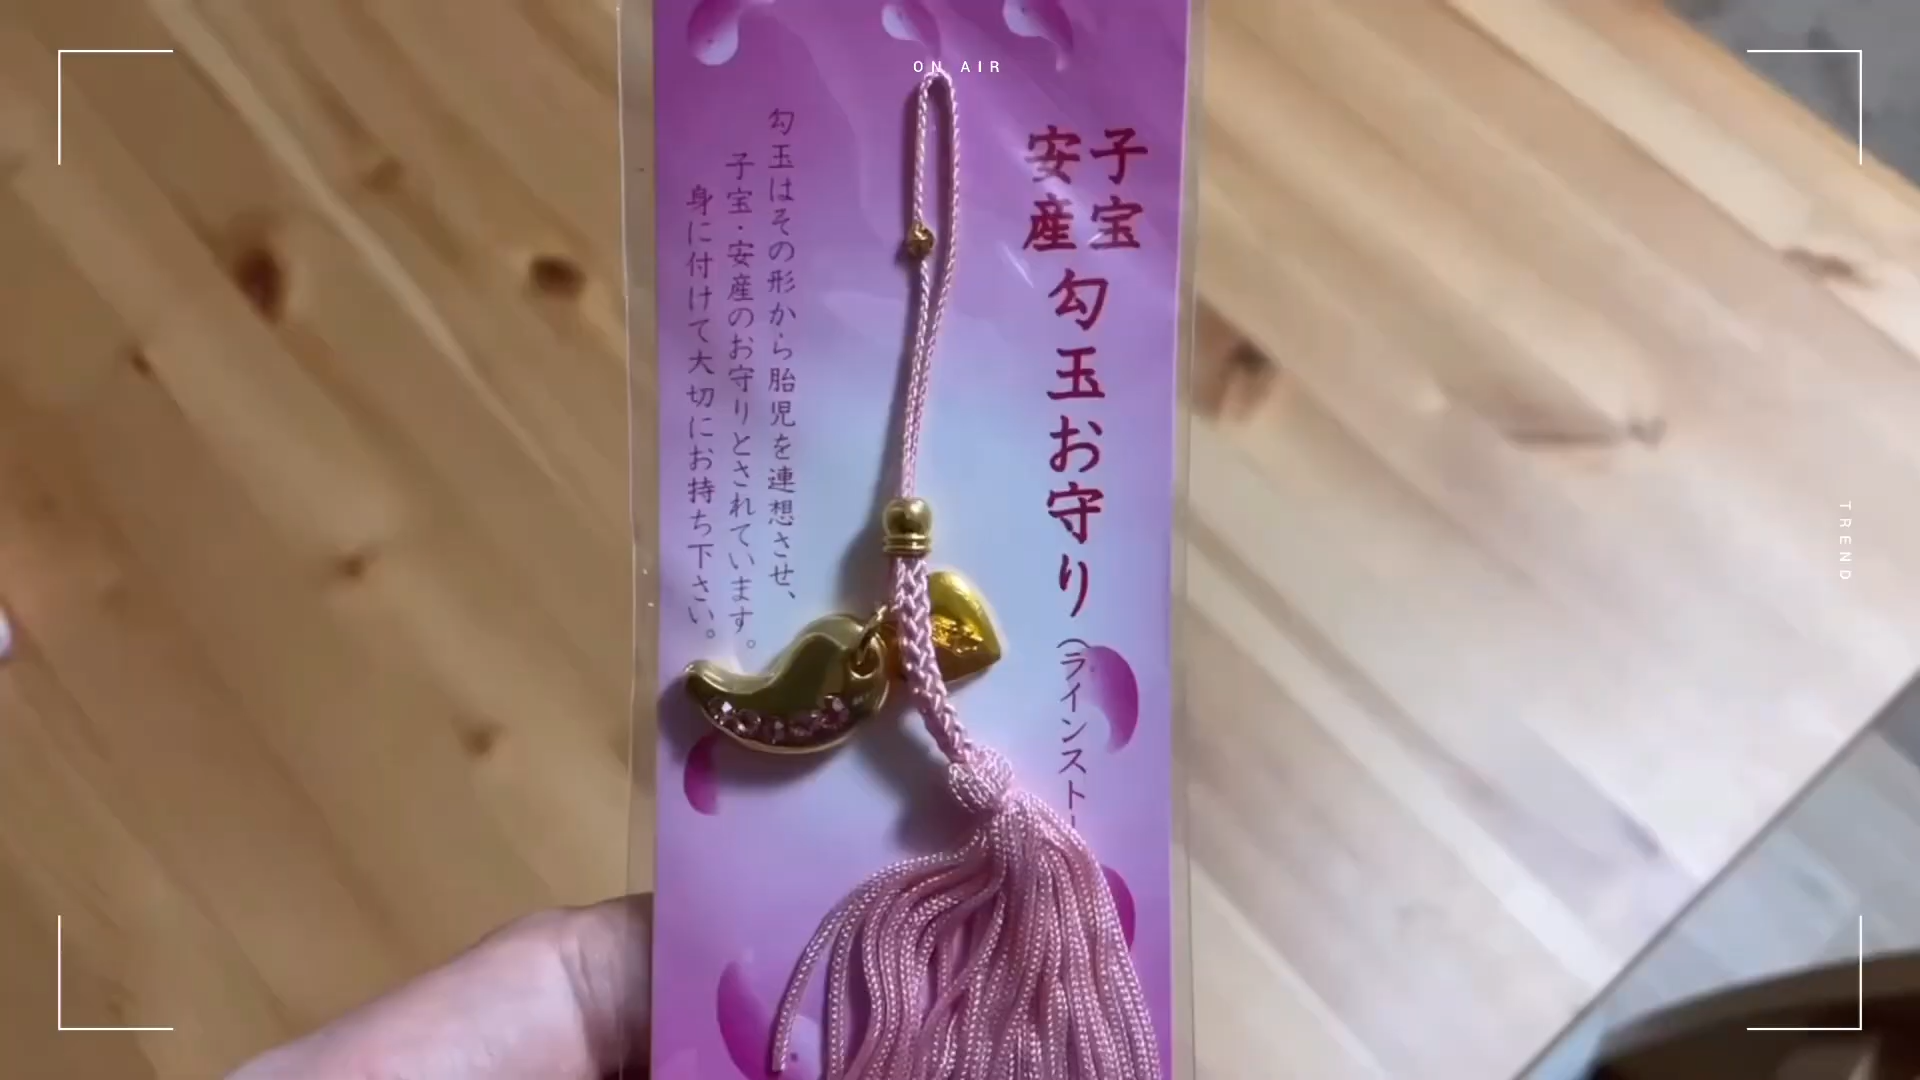 ON AIR
子宝
安産
勾玉お守り
(ラインストー
勾玉はその形から胎児を連想させ、
子宝・安産のお守りとされています。
身に付けて大切にお持ち下さい。
TREND